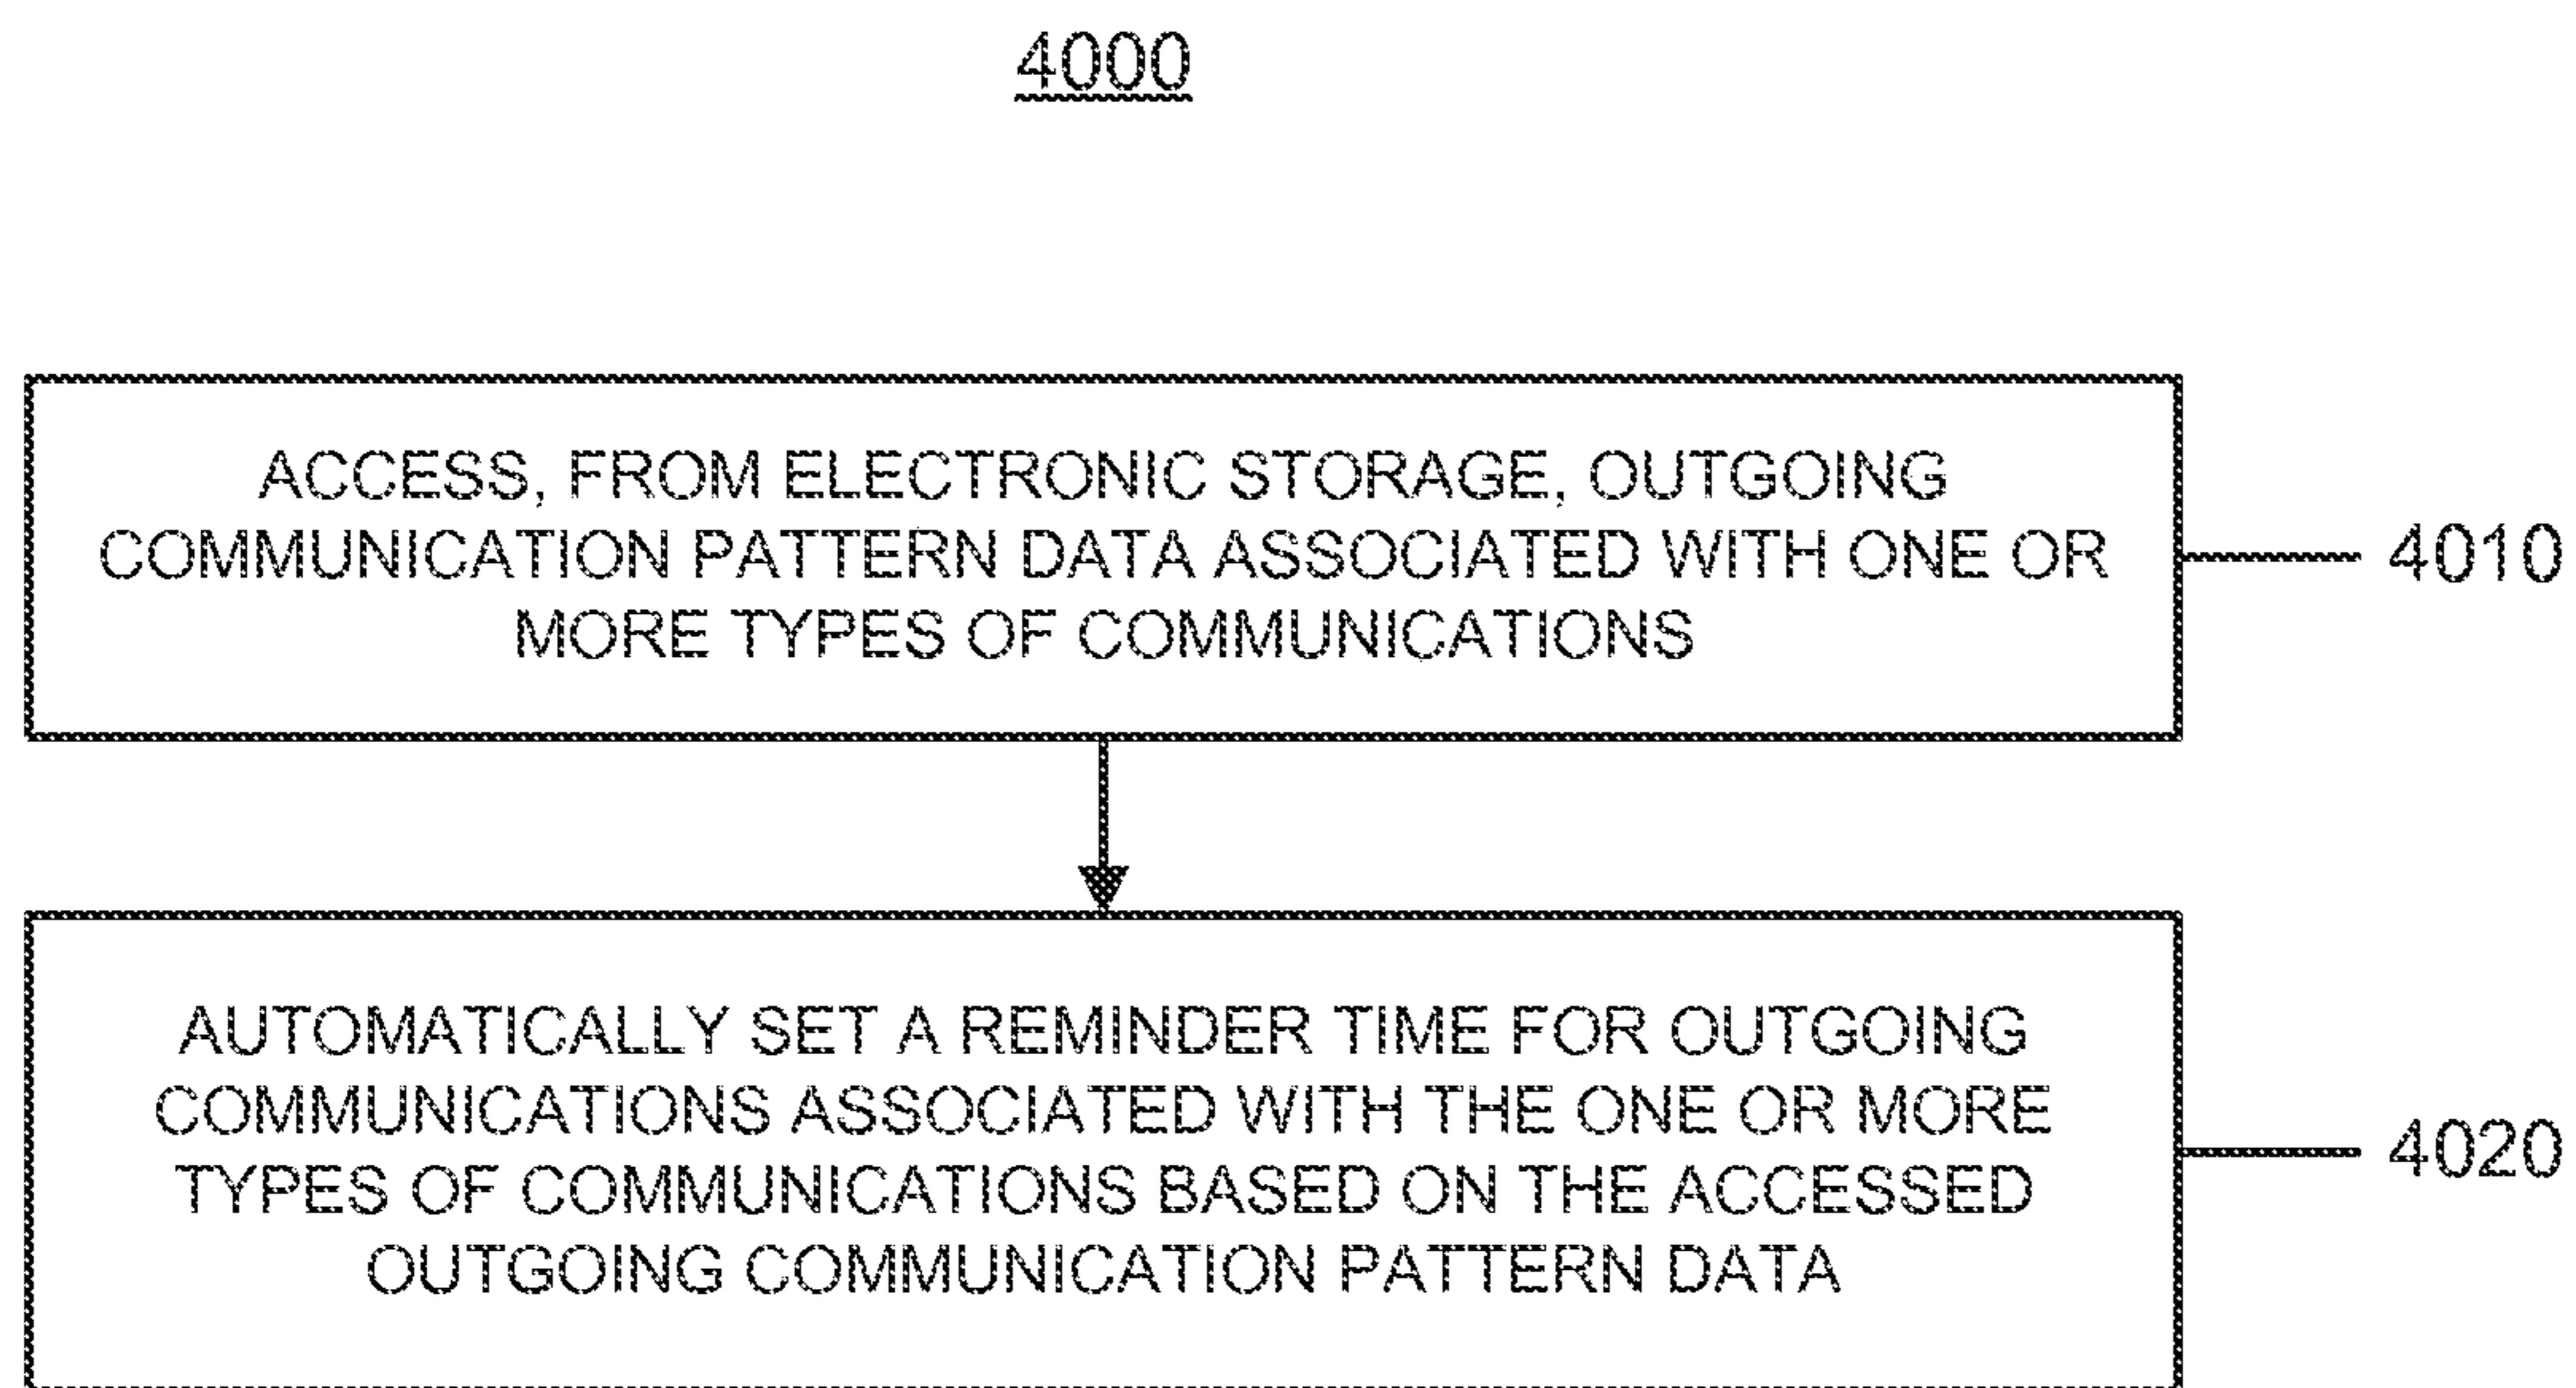 4000
ACCESS, FROM ELECTRONIC STORAGE, OUTGOING
COMMUNICATION PATTERN DATA ASSOCIATED WITH ONE OR
MORE TYPES OF COMMUNICATIONS
4010
AUTOMATICALLY SET A REMINDER TIME FOR OUTGOING
COMMUNICATIONS ASSOCIATED WITH THE ONE OR MORE
TYPES OF COMMUNICATIONS BASED ON THE ACCESSED
OUTGOING COMMUNICATION PATTERN DATA
4020